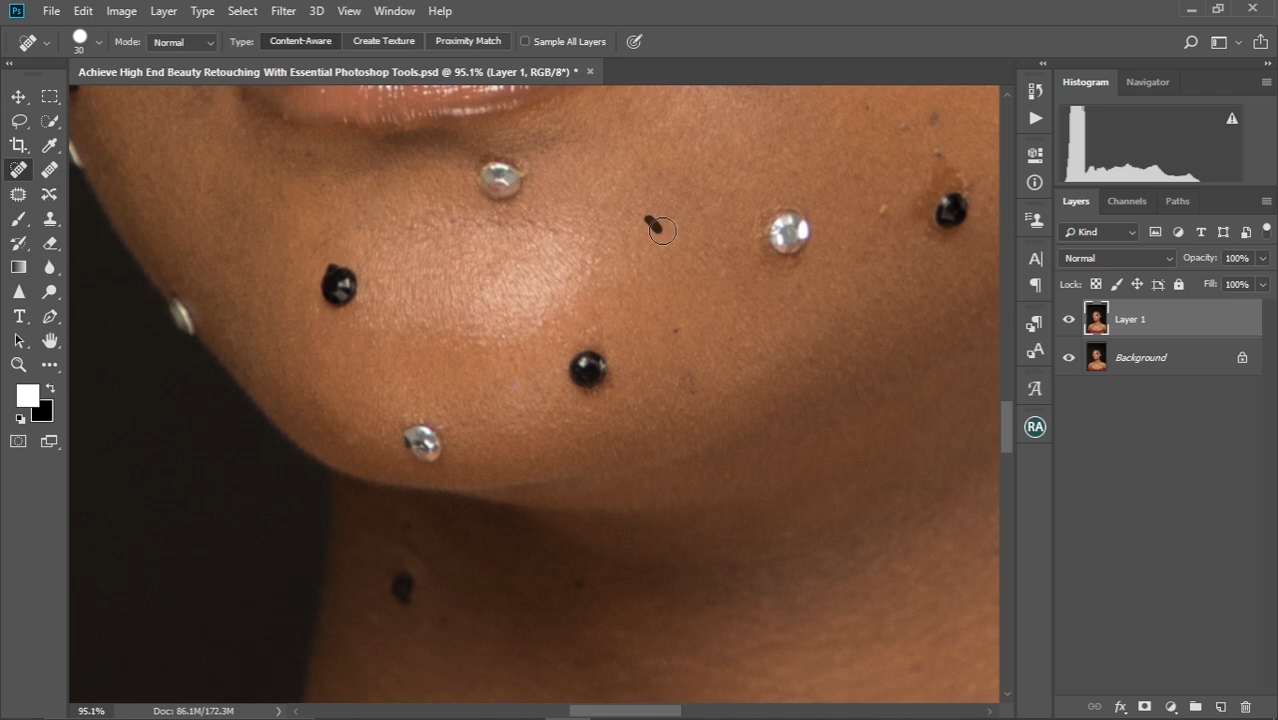 Ps File Edit Image Layer Type Select Filter 3D View Window Help
30 Mode: Normal Type: Content-Aware Create Texture Proximity Match Sample All Layers
Achieve High End Beauty Retouching With Essential Photoshop Tools.psd @ 95.1% (Layer 1, RGB/8*) *
Histogram Navigator
Layers Channels Paths
Kind
Normal Opacity: 100%
Lock: Fill: 100%
Layer 1
Background
RA
95.1% Doc: 86.1M/172.3M